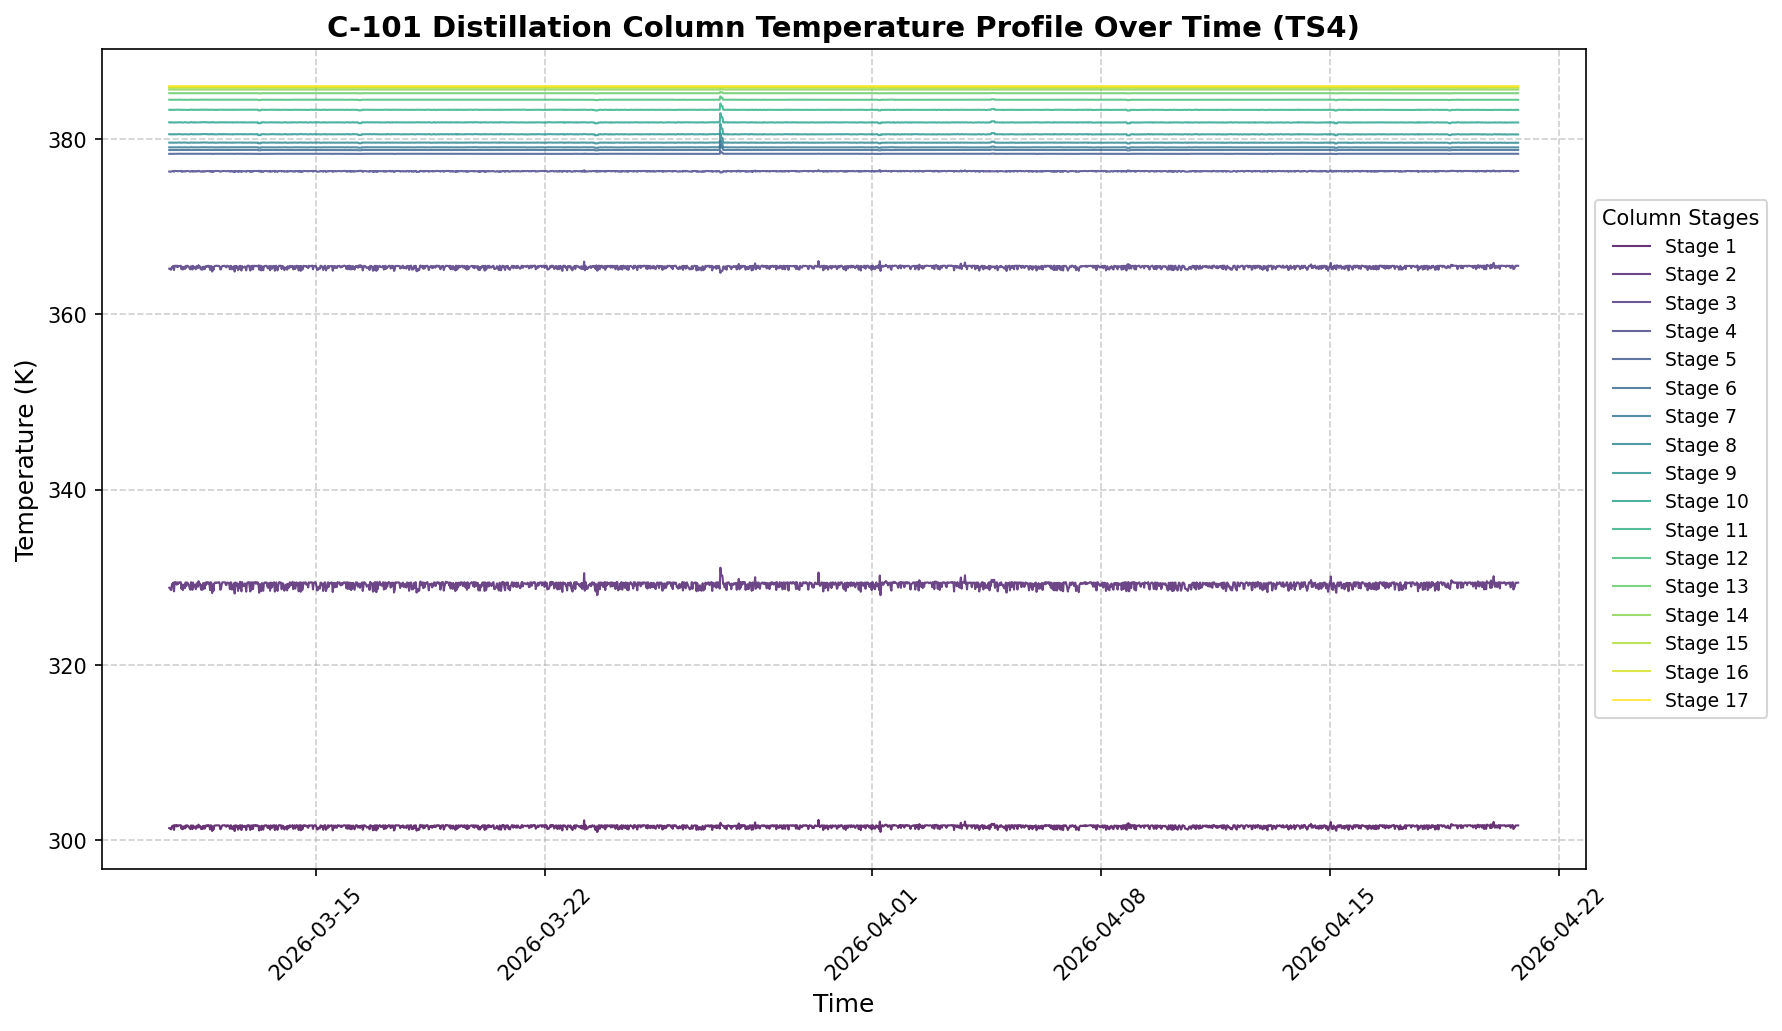 C-101 Distillation Column Temperature Profile Over Time (TS4)
Temperature (K)
380
360
340
320
300
2026-03-15
2026-03-22
2026-04-01
2026-04-08
2026-04-15
2026-04-22
Time
Column Stages
Stage 1
Stage 2
Stage 3
Stage 4
Stage 5
Stage 6
Stage 7
Stage 8
Stage 9
Stage 10
Stage 11
Stage 12
Stage 13
Stage 14
Stage 15
Stage 16
Stage 17